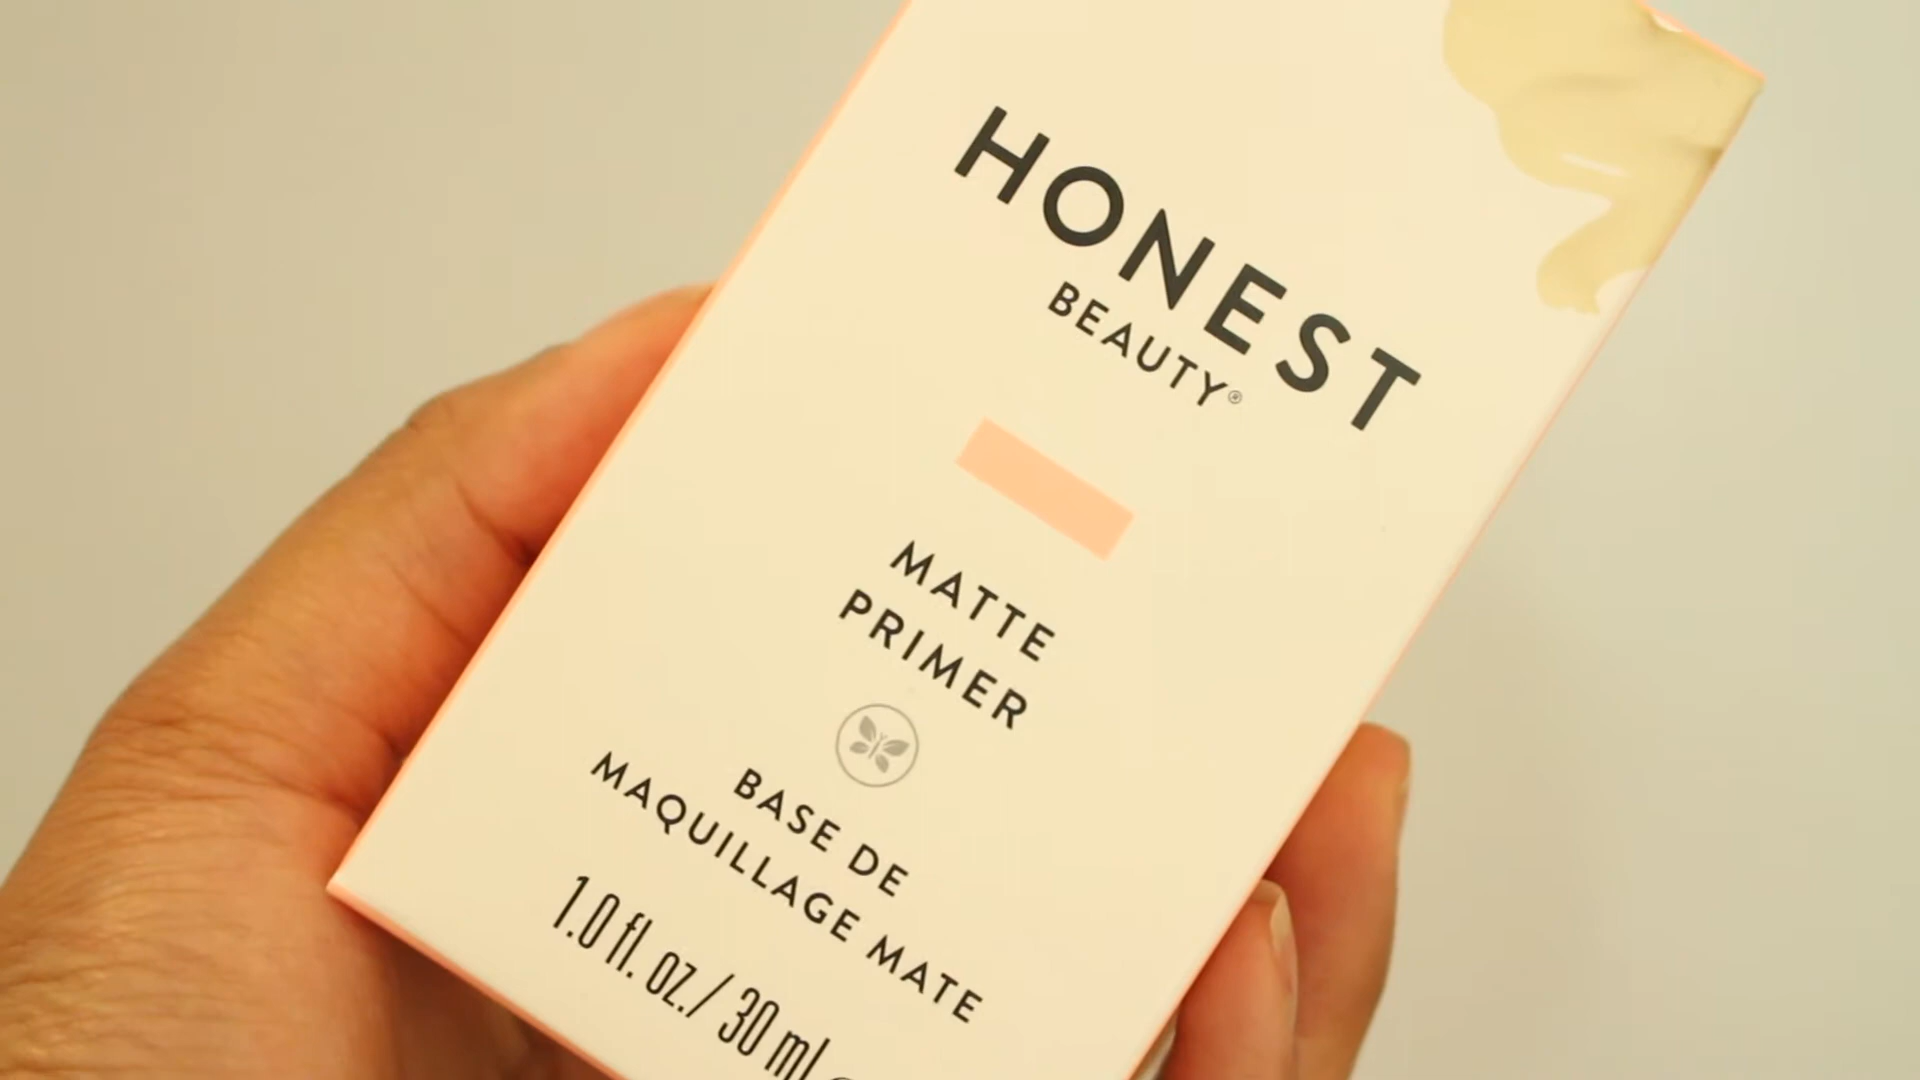 HONEST
BEAUTY®
MATTE
PRIMER
BASE DE
MAQUILLAGE MATE
1.0 fl. oz./ 30 ml